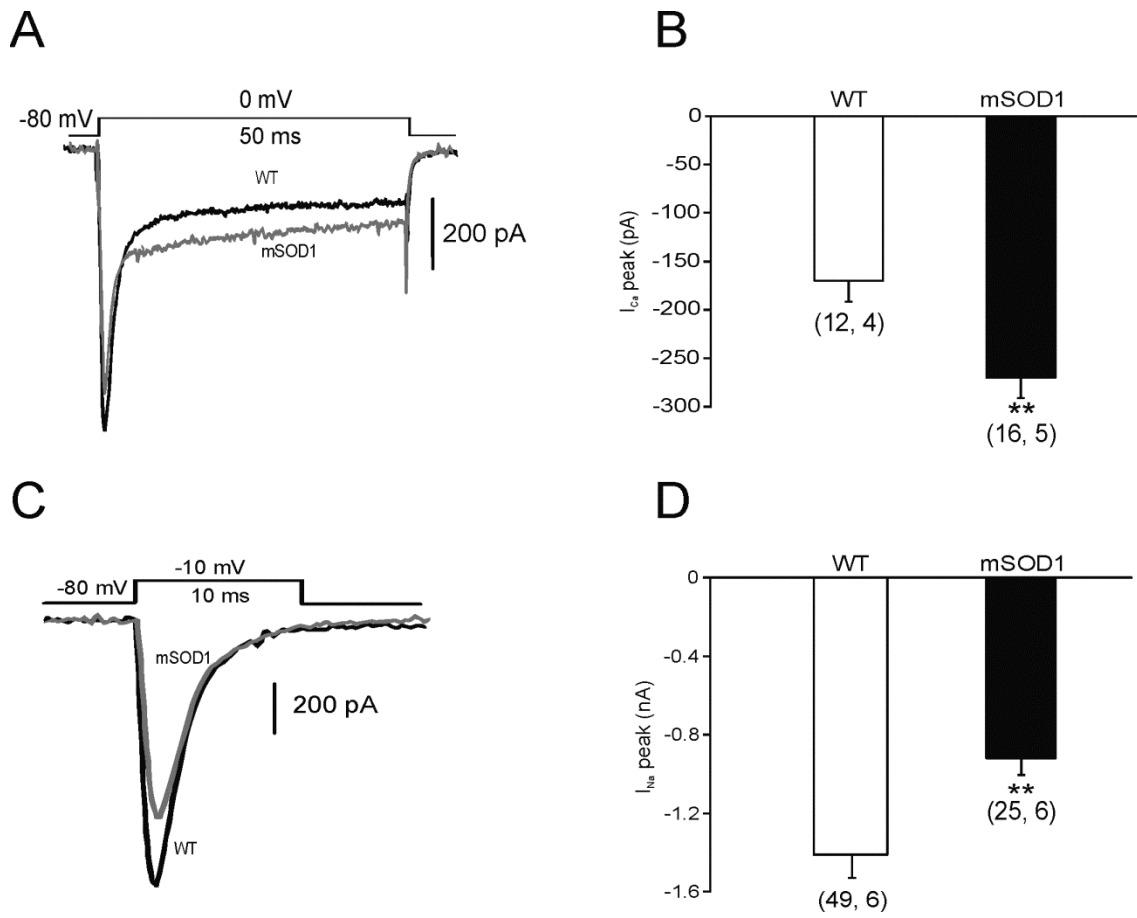 A
0 mV
-80 mV
50 ms
WT
200 pA
mSOD1
B
WT
mSOD1
0
-50
-100
-150
-200
-250
-300
I_Ca peak (pA)
(12, 4)
**
(16, 5)
C
-10 mV
-80 mV
10 ms
mSOD1
200 pA
WT
D
WT
mSOD1
0
-0.4
-0.8
-1.2
-1.6
I_Na peak (nA)
**
(25, 6)
(49, 6)